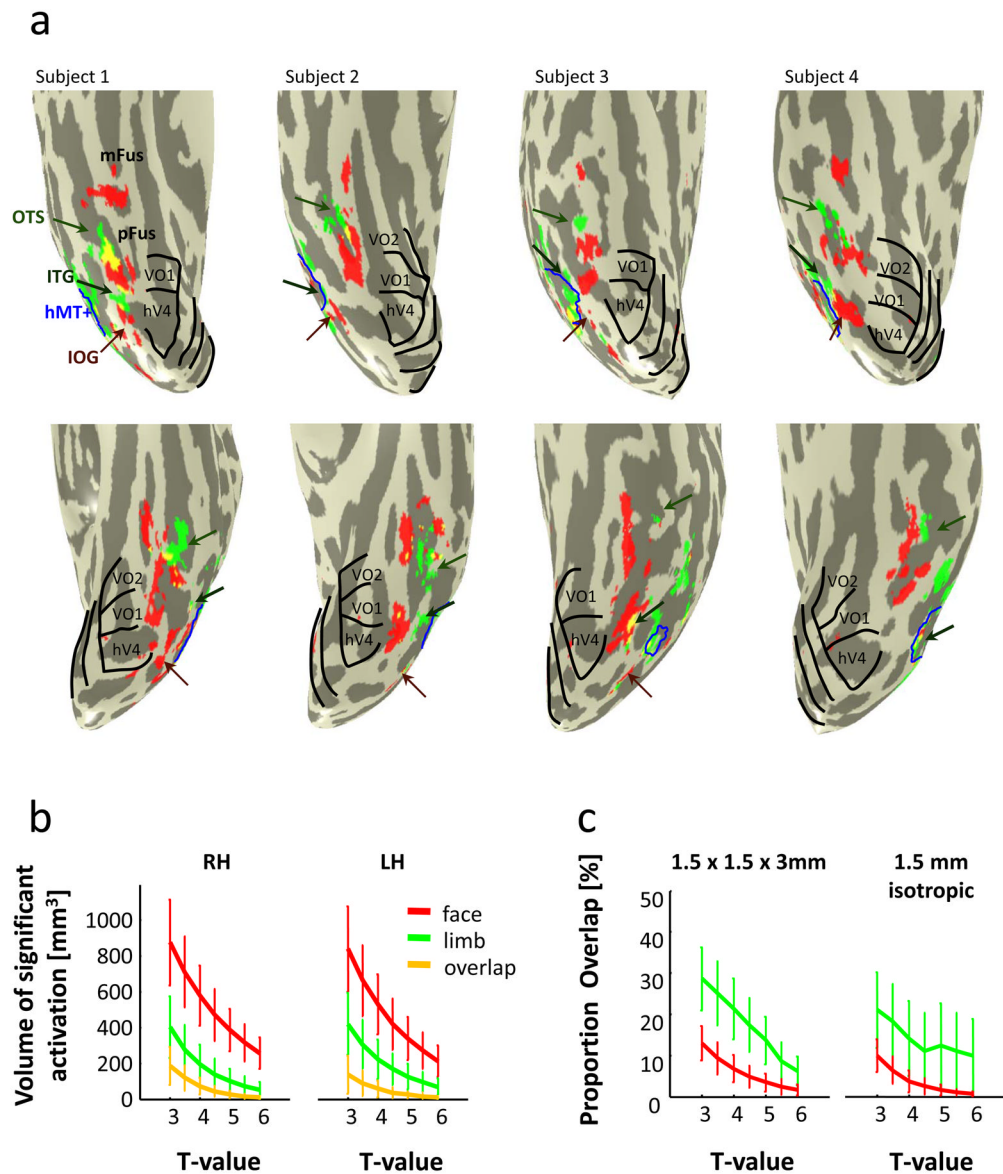 a
Subject 1
Subject 2
Subject 3
Subject 4
mFus
OTS
pFus
ITG
VO1
hMT+
hV4
IOG
VO2
VO1
hV4
VO1
hV4
VO2
VO1
hV4
VO2
VO1
hV4
VO2
VO1
hV4
VO1
hV4
VO2
VO1
hV4
b
RH
LH
Volume of significant
activation [mm³]
1000
800
600
400
200
0
face
limb
overlap
3 4 5 6
3 4 5 6
T-value
T-value
c
1.5 x 1.5 x 3mm
1.5 mm
isotropic
Proportion Overlap [%]
50
40
30
20
10
0
3 4 5 6
3 4 5 6
T-value
T-value